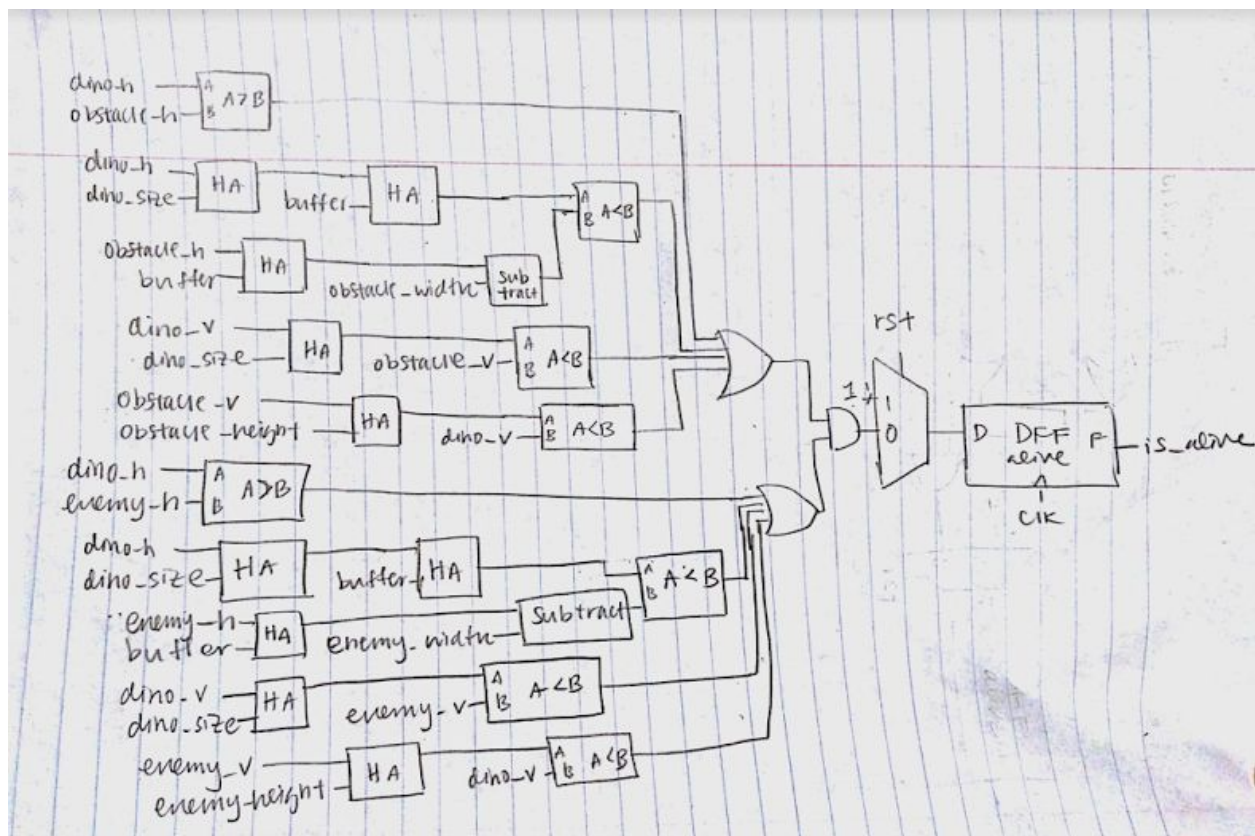 dino_h
A
B
A>B
obstacle_h
dino_h
dino_size
HA
buffer
HA
A
B
A<B
obstacle_h
buffer
HA
obstacle_width
Sub
tract
dino_v
dino_size
HA
obstacle_v
A
B
A<B
obstacle_v
obstacle_height
HA
dino_v
A
B
A<B
rst
1
1
0
D
DFF
alive
F
is_alive
clk
dino_h
enemy_h
A
B
A>B
dino_h
dino_size
HA
buffer
HA
A
B
A<B
enemy_h
buffer
HA
enemy_width
Subtract
dino_v
dino_size
HA
enemy_v
A
B
A<B
enemy_v
enemy_height
HA
dino_v
A
B
A<B